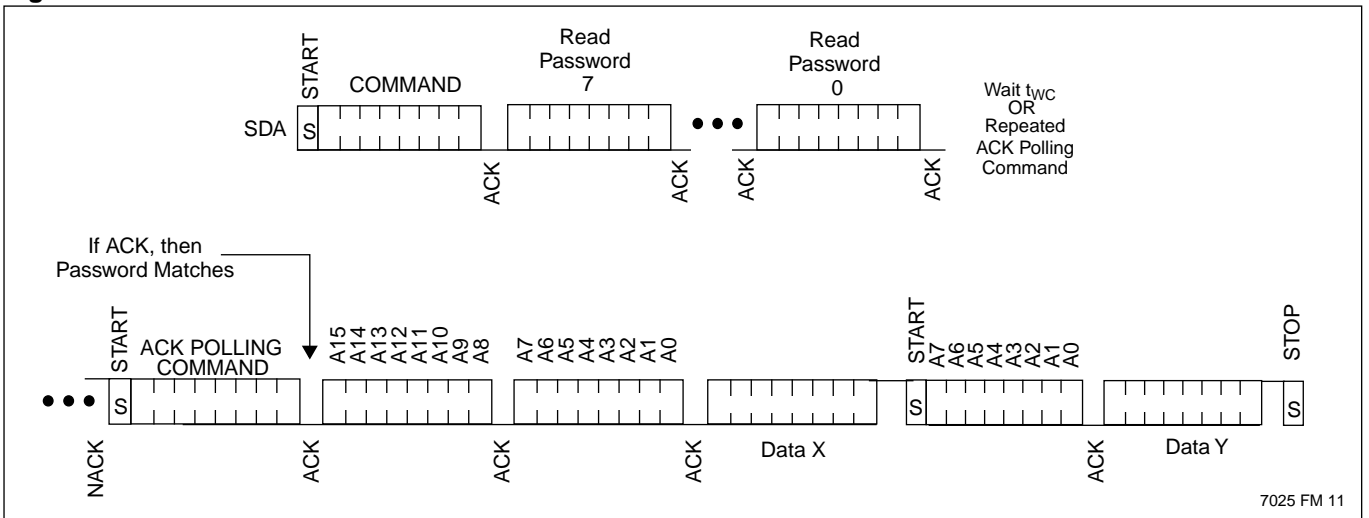 START
COMMAND
Read
Password
7
Read
Password
0
SDA
S
ACK
ACK
ACK
ACK
Wait tWC
OR
Repeated
ACK Polling
Command
If ACK, then
Password Matches
START
ACK POLLING
COMMAND
A15
A14
A13
A12
A11
A10
A9
A8
A7
A6
A5
A4
A3
A2
A1
A0
START
A7
A6
A5
A4
A3
A2
A1
A0
STOP
S
S
S
NACK
ACK
ACK
ACK
Data X
ACK
Data Y
7025 FM 11